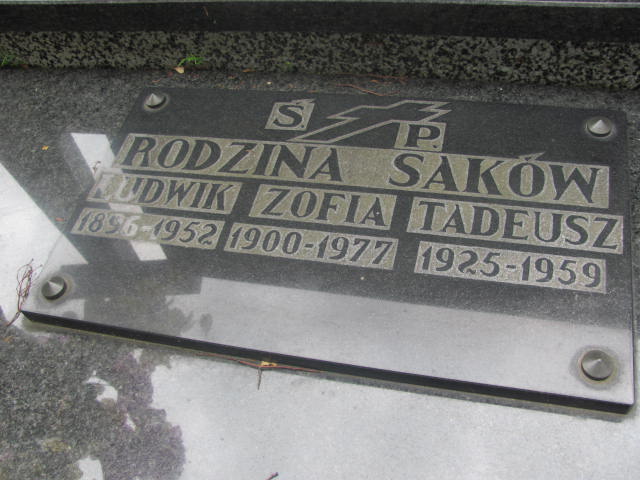 Ś. P.
RODZINA SAKÓW
LUDWIK ZOFIA TADEUSZ
1896-1952 1900-1977 1925-1959